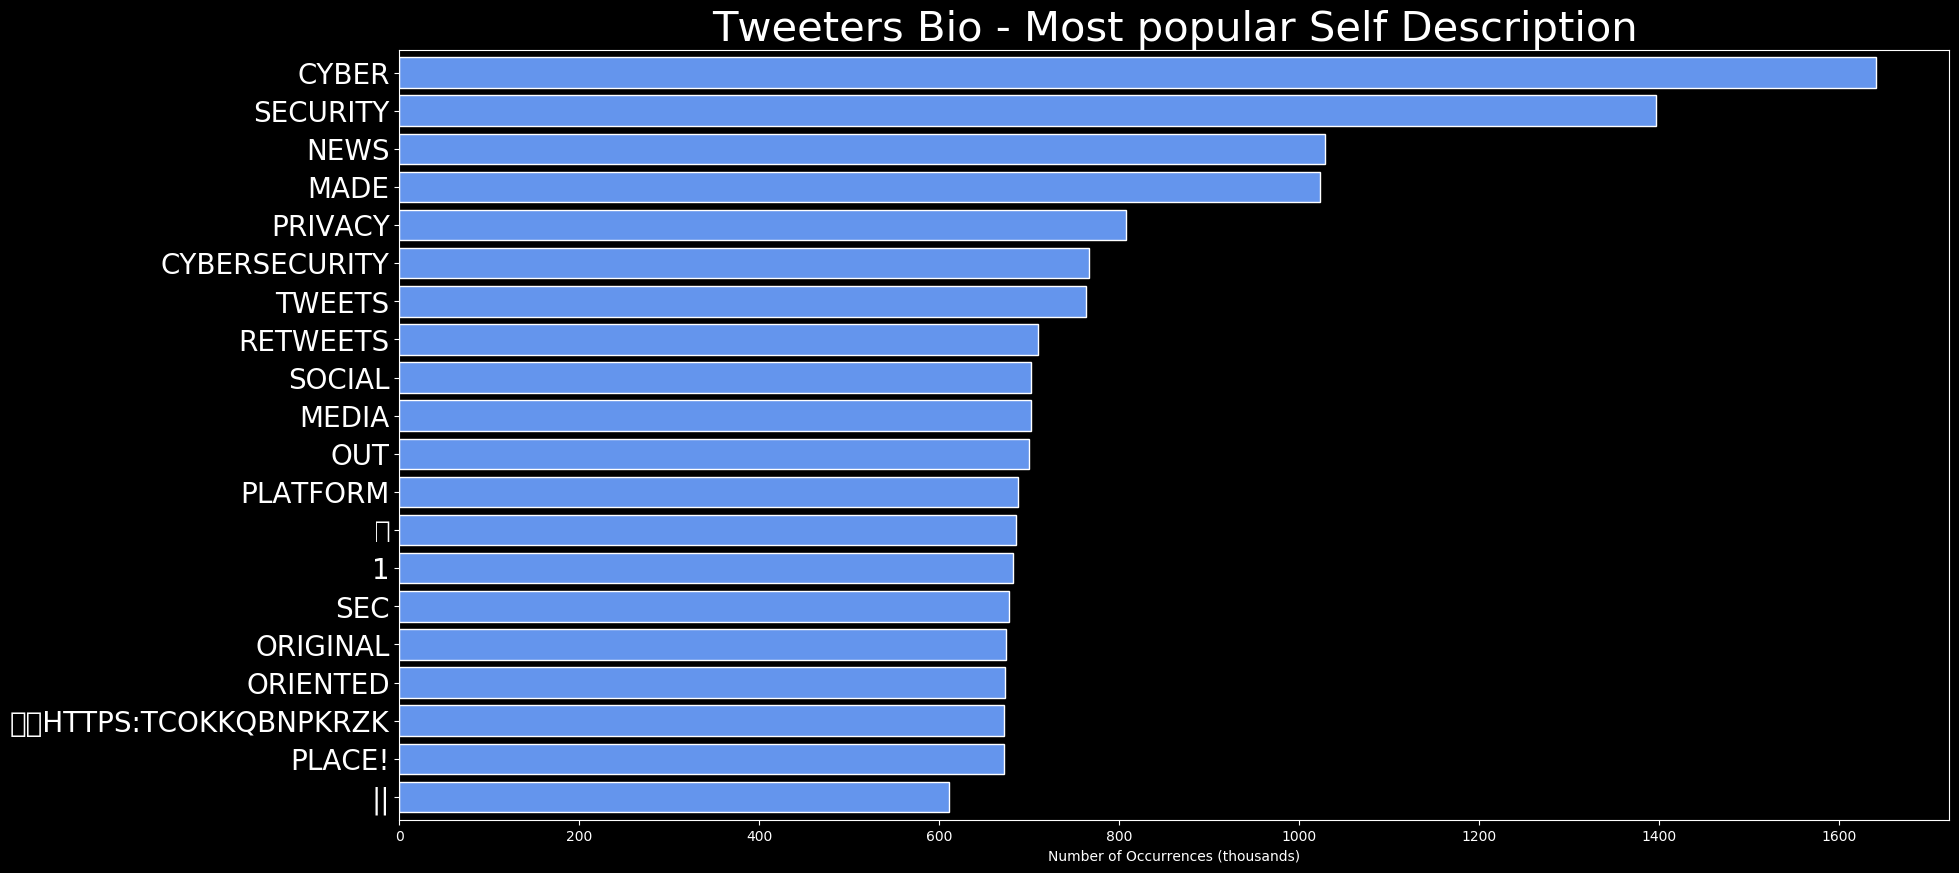 Tweeters Bio - Most popular Self Description
CYBER
SECURITY
NEWS
MADE
PRIVACY
CYBERSECURITY
TWEETS
RETWEETS
SOCIAL
MEDIA
OUT
PLATFORM
1
SEC
ORIGINAL
ORIENTED
HTTPS:TCOKKQBNPKRZK
PLACE!
||
0 200 400 600 800 1000 1200 1400 1600
Number of Occurrences (thousands)